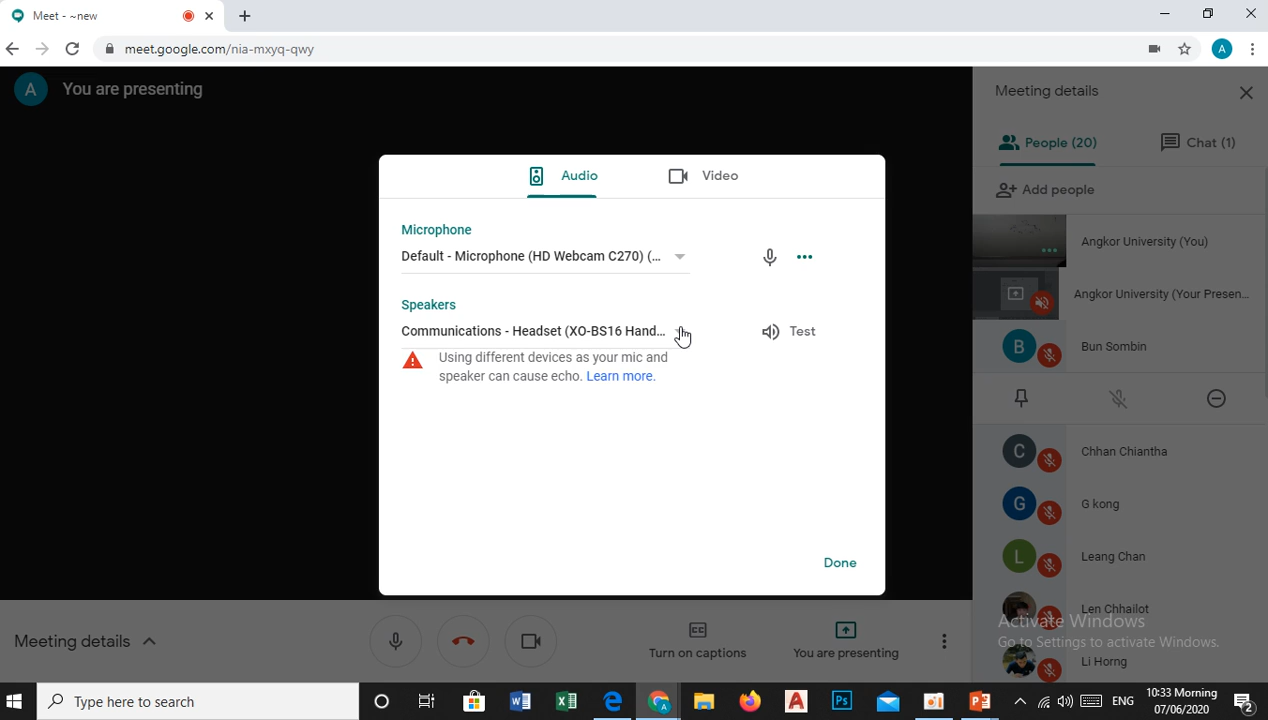 Meet - ~new
meet.google.com/nia-mxyq-qwy
A
A
You are presenting
Meeting details
People (20)
Chat (1)
Add people
Angkor University (You)
Angkor University (Your Presen...
B
Bun Sombin
C
Chhan Chiantha
G
G kong
L
Leang Chan
Len Chhailot
Li Horng
Activate Windows
Go to Settings to activate Windows.
Audio
Video
Microphone
Default - Microphone (HD Webcam C270) (...
Speakers
Communications - Headset (XO-BS16 Hand...
Test
Using different devices as your mic and
speaker can cause echo. Learn more.
Done
Meeting details
CC
Turn on captions
You are presenting
Type here to search
ENG
10:33 Morning
07/06/2020
2